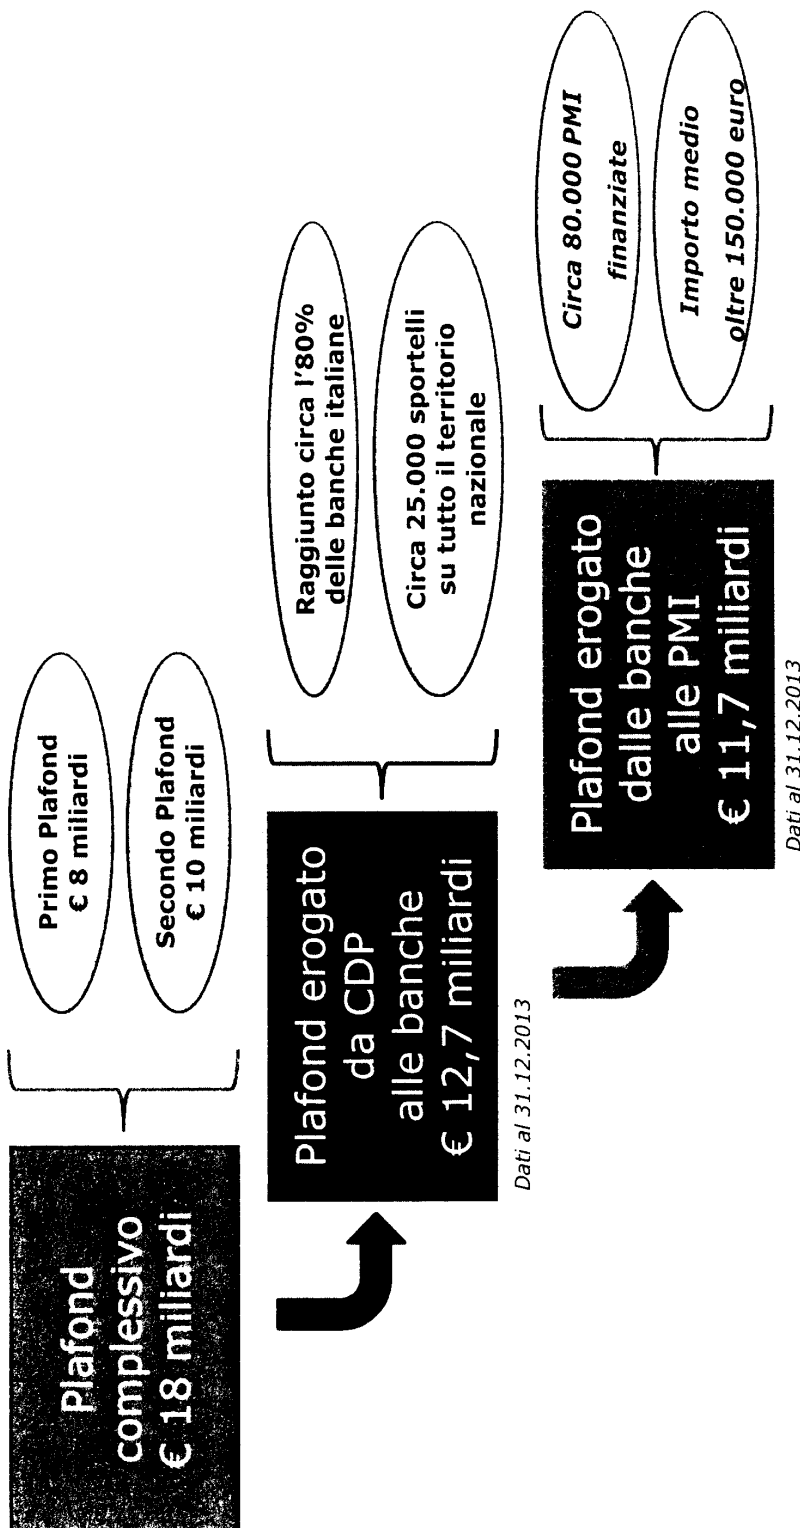 Plafond
complessivo
€ 18 miliardi
Primo Plafond
€ 8 miliardi
Secondo Plafond
€ 10 miliardi
Plafond erogato
da CDP
alle banche
€ 12,7 miliardi
Dati al 31.12.2013
Raggiunto circa l'80%
delle banche italiane
Circa 25.000 sportelli
su tutto il territorio
nazionale
Plafond erogato
dalle banche
alle PMI
€ 11,7 miliardi
Dati al 31.12.2013
Circa 80.000 PMI
finanziate
Importo medio
oltre 150.000 euro